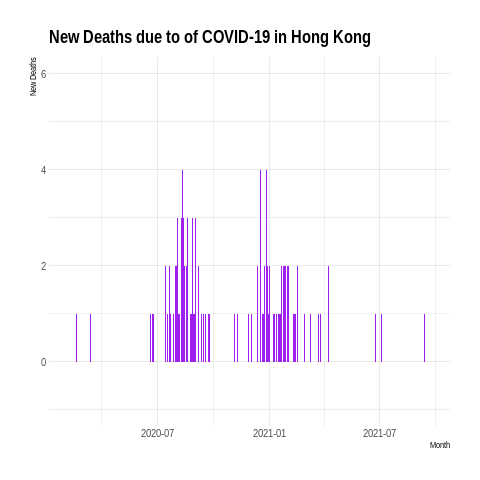 New Deaths due to of COVID-19 in Hong Kong
New Deaths
6
4
2
0
2020-07
2021-01
2021-07
Month